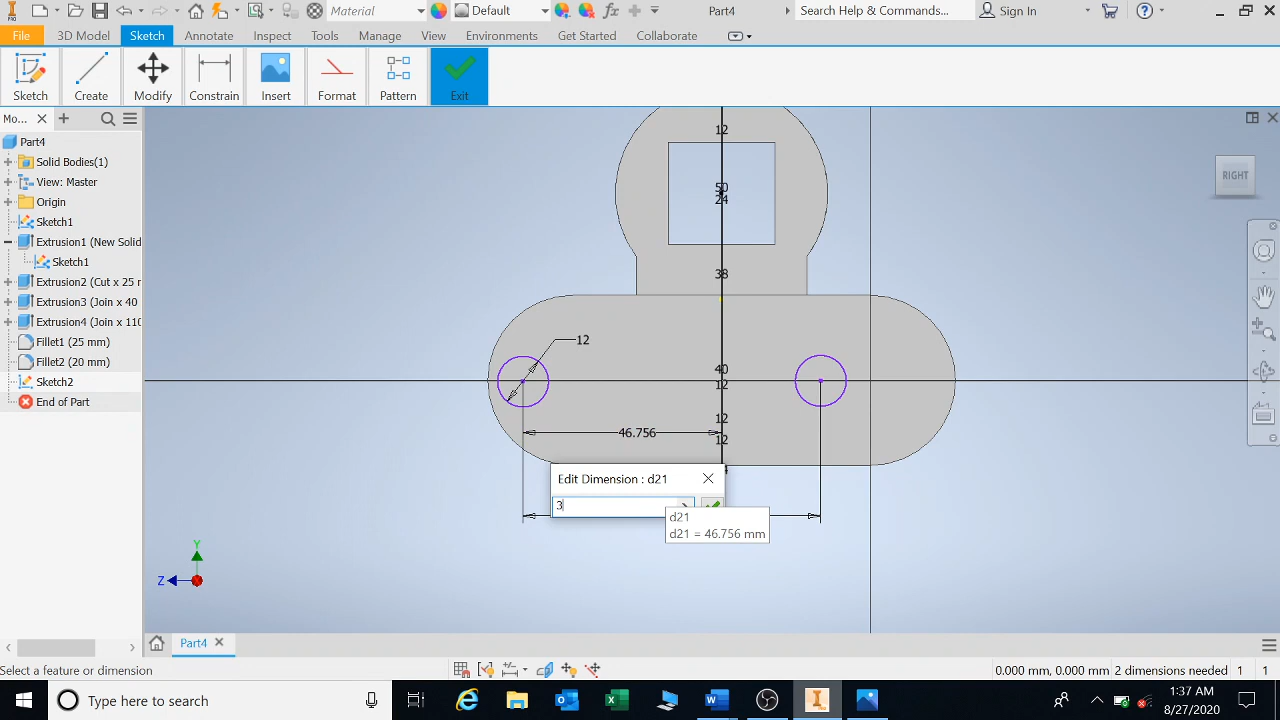 PRO
Material
Default
Part4
Search Help & Commands...
Sign In
File
3D Model
Sketch
Annotate
Inspect
Tools
Manage
View
Environments
Get Started
Collaborate
Sketch
Create
Modify
Constraint
Insert
Format
Pattern
Exit
Mo...
Part4
Solid Bodies(1)
View: Master
Origin
Sketch1
Extrusion1 (New Solid
Sketch1
Extrusion2 (Cut x 25 m
Extrusion3 (Join x 40
Extrusion4 (Join x 110
Fillet1 (25 mm)
Fillet2 (20 mm)
Sketch2
End of Part
12
50
24
38
12
40
12
12
46.756
12
RIGHT
Edit Dimension : d21
3
d21
d21 = 46.756 mm
Y
Z
Part4
Select a feature or dimension
0.000 mm, 0.000 mm
2 dimensions needed
1
1
Type here to search
1:37 AM
8/27/2020